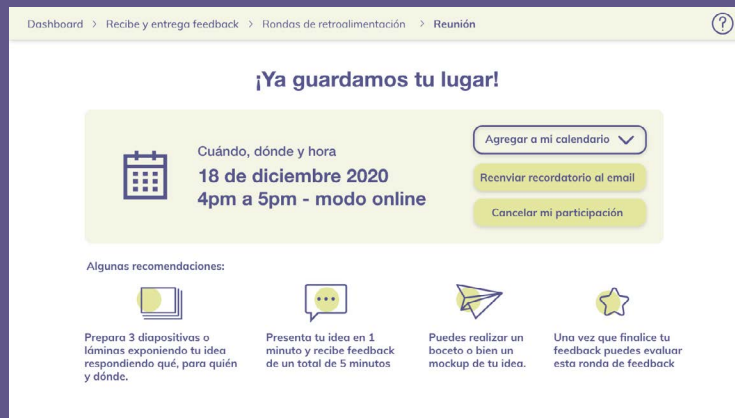 Dashboard > Recibe y entrega feedback > Rondas de retroalimentación > Reunión
?
¡Ya guardamos tu lugar!
Cuándo, dónde y hora
18 de diciembre 2020
4pm a 5pm - modo online
Agregar a mi calendario
Reenviar recordatorio al email
Cancelar mi participación
Algunas recomendaciones:
Prepara 3 diapositivas o
láminas exponiendo tu idea
respondiendo qué, para quién
y dónde.
Presenta tu idea en 1
minuto y recibe feedback
de un total de 5 minutos
Puedes realizar un
boceto o bien un
mockup de tu idea.
Una vez que finalice tu
feedback puedes evaluar
esta ronda de feedback